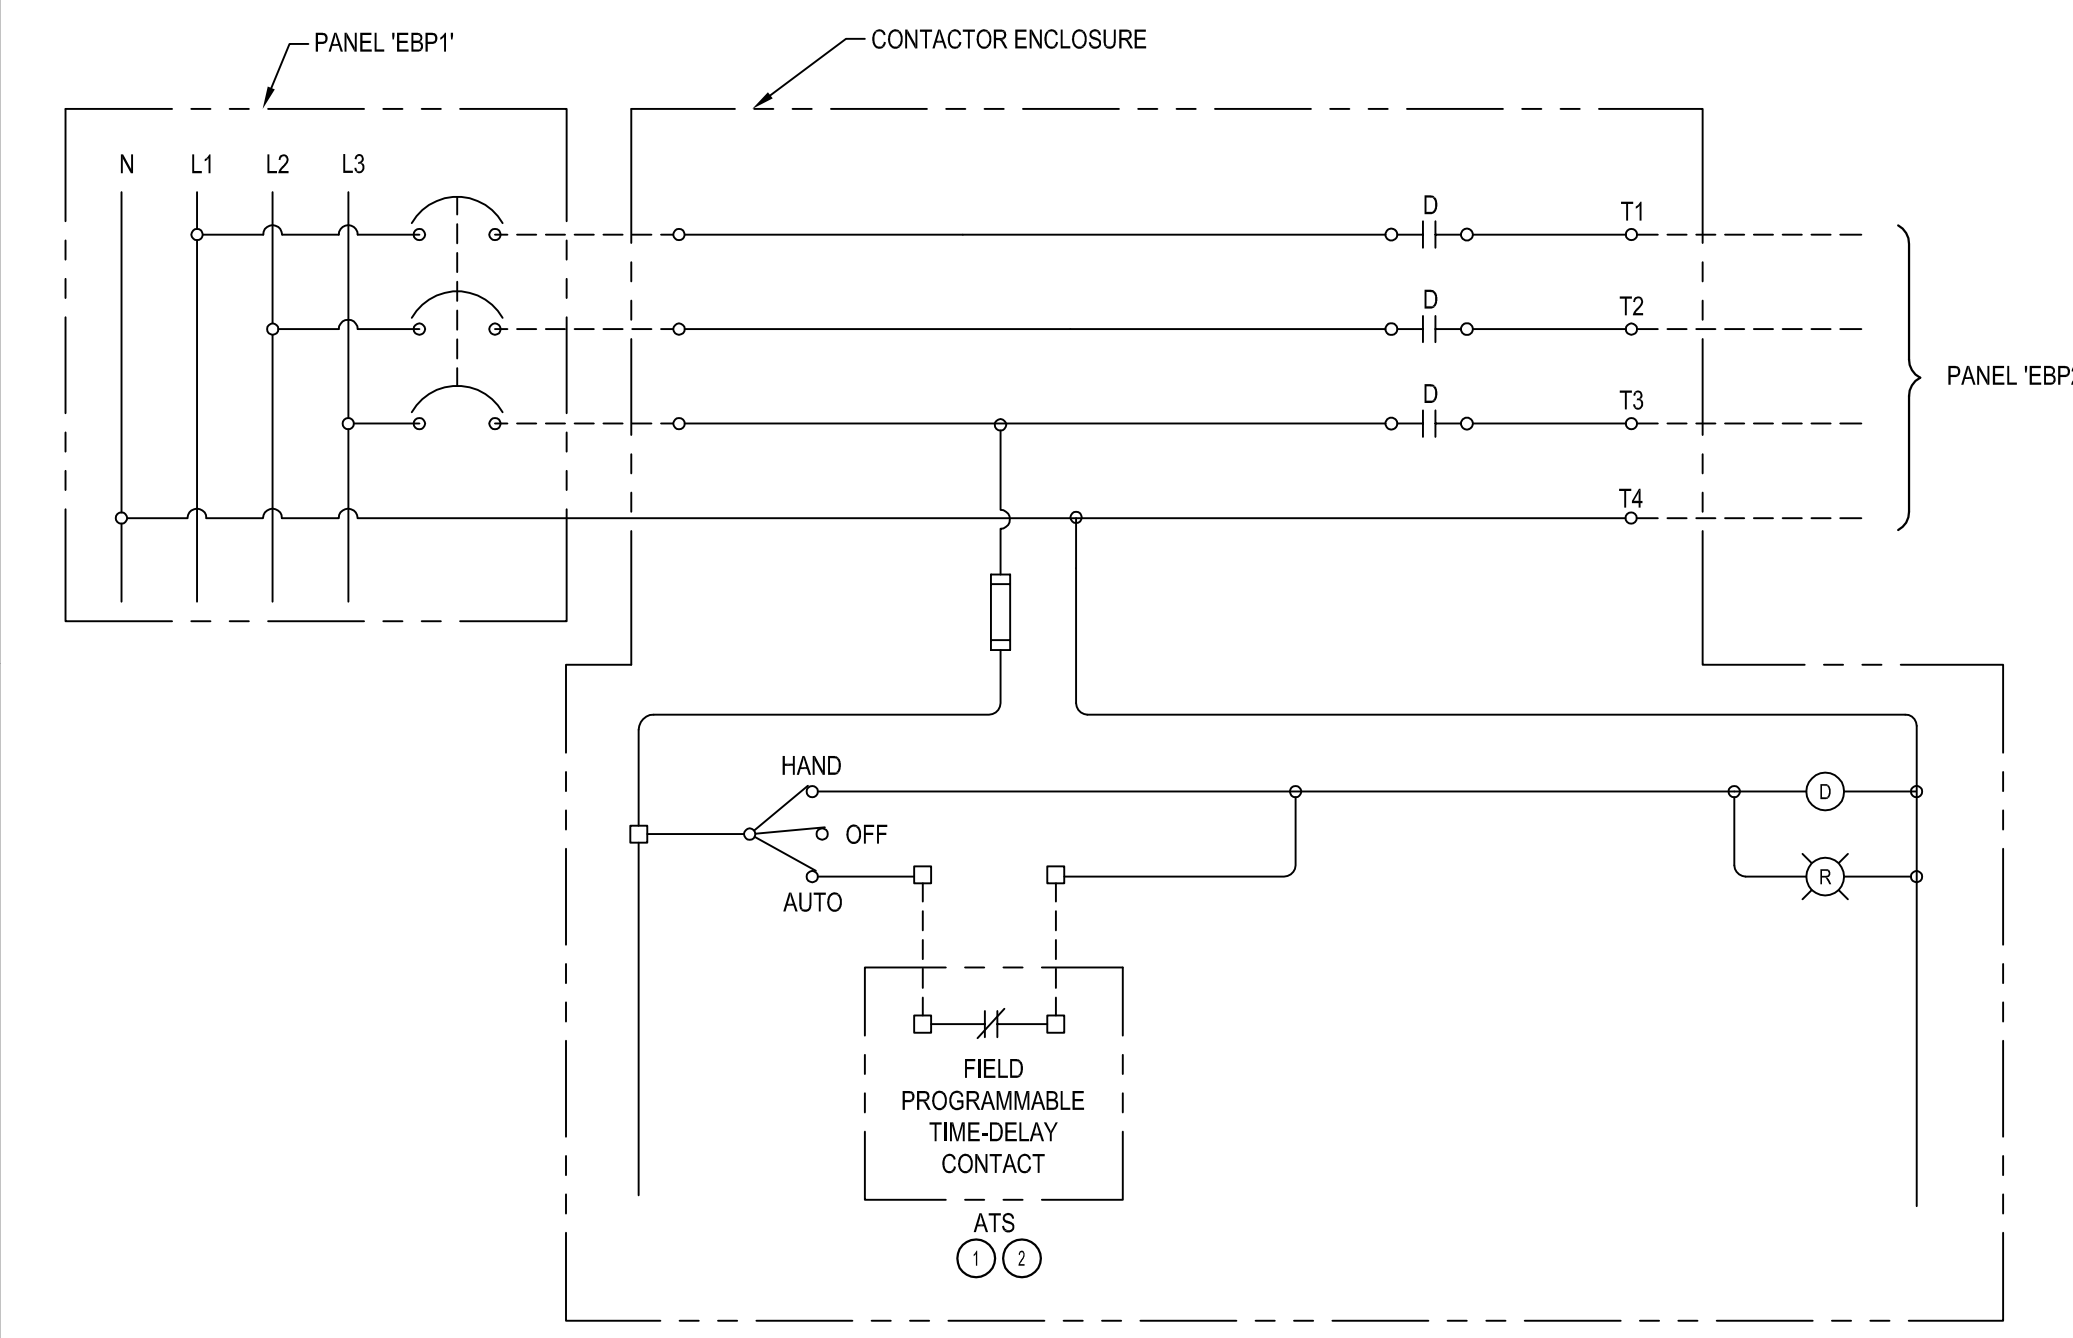 PANEL 'EBP1'
CONTACTOR ENCLOSURE
N L1 L2 L3
D T1
D T2
D T3
T4
PANEL 'EBP2
HAND
OFF
AUTO
D
R
FIELD
PROGRAMMABLE
TIME-DELAY
CONTACT
ATS
1 2